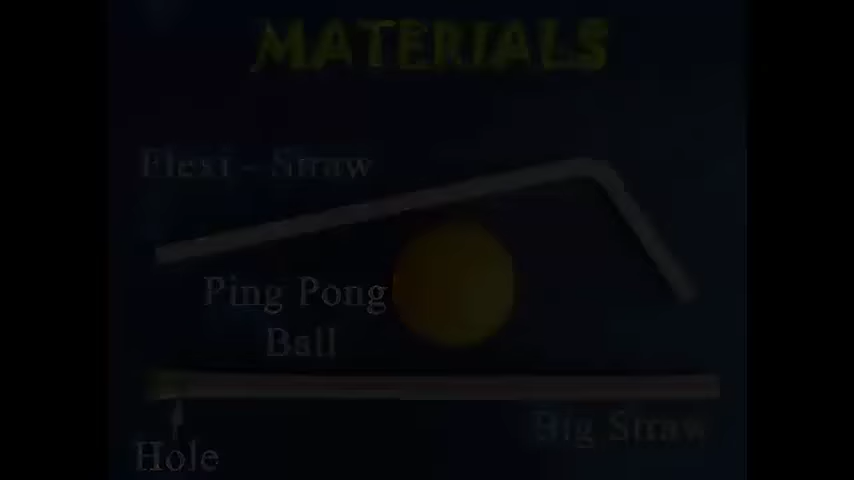 MATERIALS
Flexi - Straw
Ping Pong
Ball
Big Straw
Hole